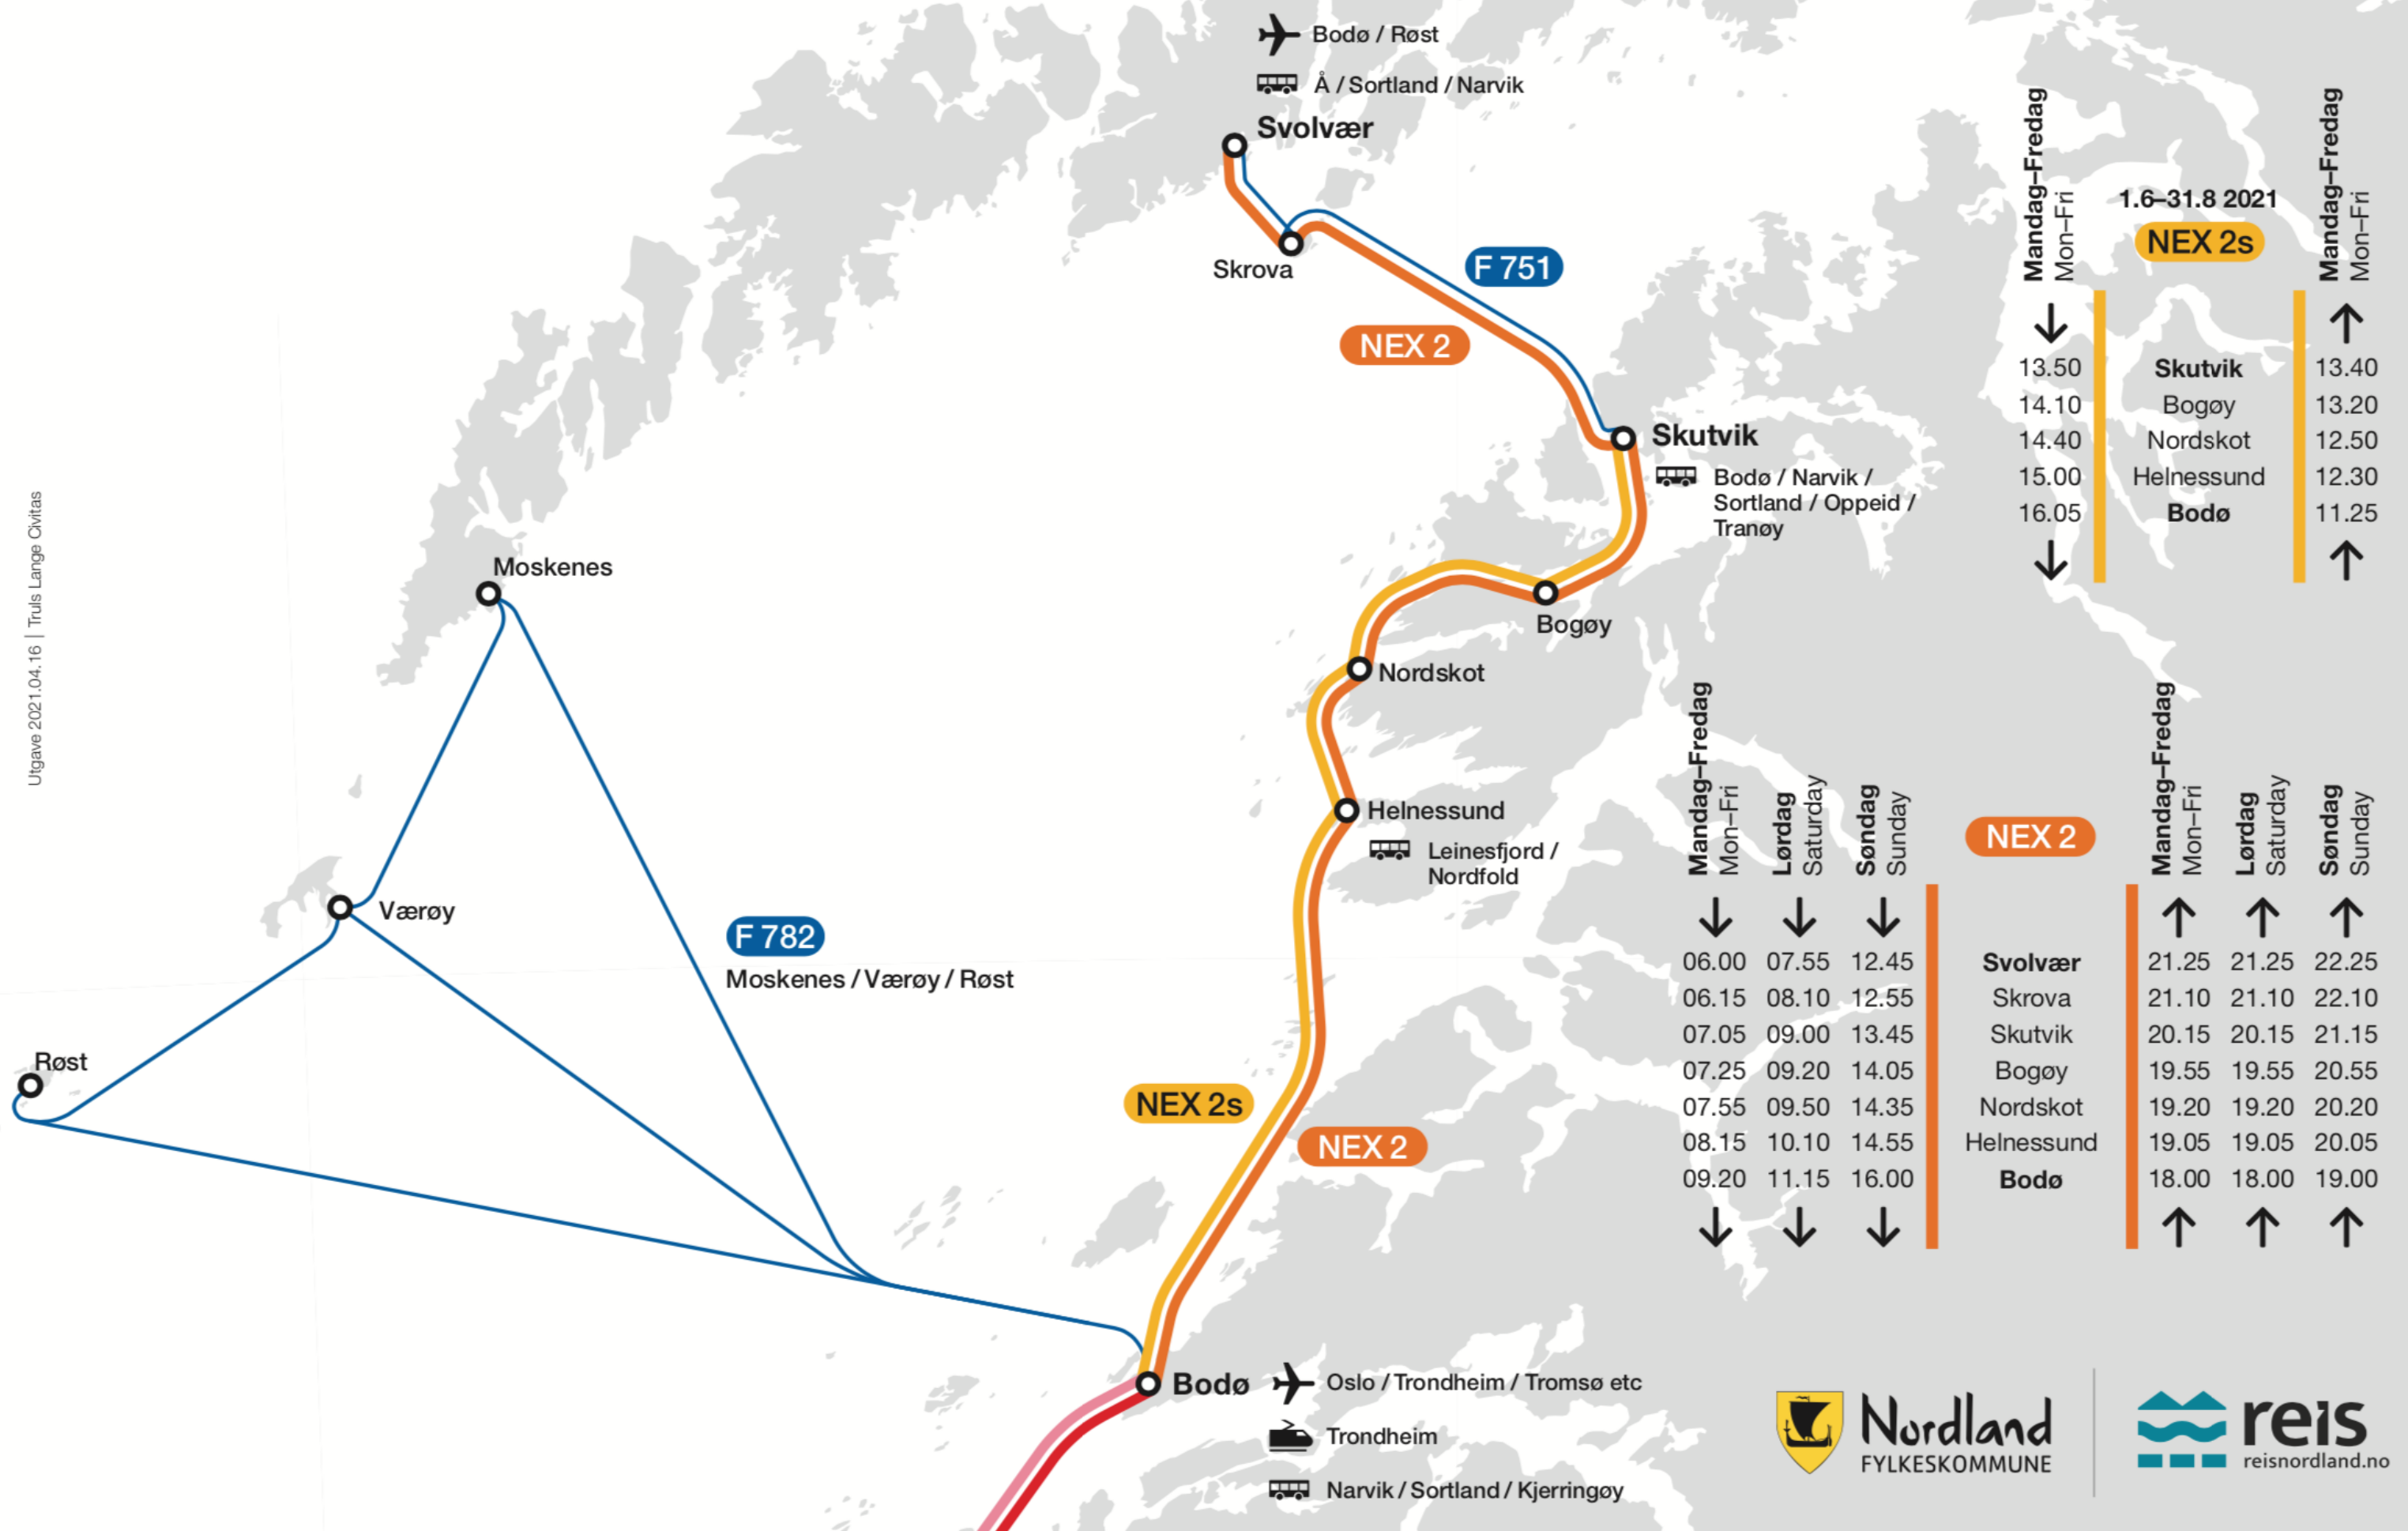 Bodø / Røst
Å / Sortland / Narvik
Svolvær
Skrova
F 751
NEX 2
Skutvik
Bodø / Narvik /
Sortland / Oppeid /
Tranøy
Bogøy
Nordskot
Helnessund
Leinesfjord /
Nordfold
Moskenes
Værøy
F 782
Moskenes / Værøy / Røst
Røst
NEX 2s
NEX 2
Bodø
Oslo / Trondheim / Tromsø etc
Trondheim
Narvik / Sortland / Kjerringøy
Utgave 2021.04.16 | Truls Lange Civitas
Mandag–Fredag
Mon–Fri
1.6–31.8 2021
NEX 2s
Mandag–Fredag
Mon–Fri
13.50 Skutvik 13.40
14.10 Bogøy 13.20
14.40 Nordskot 12.50
15.00 Helnessund 12.30
16.05 Bodø 11.25
Mandag–Fredag
Mon–Fri
Lørdag
Saturday
Søndag
Sunday
NEX 2
Mandag–Fredag
Mon–Fri
Lørdag
Saturday
Søndag
Sunday
06.00 07.55 12.45 Svolvær 21.25 21.25 22.25
06.15 08.10 12.55 Skrova 21.10 21.10 22.10
07.05 09.00 13.45 Skutvik 20.15 20.15 21.15
07.25 09.20 14.05 Bogøy 19.55 19.55 20.55
07.55 09.50 14.35 Nordskot 19.20 19.20 20.20
08.15 10.10 14.55 Helnessund 19.05 19.05 20.05
09.20 11.15 16.00 Bodø 18.00 18.00 19.00
Nordland
FYLKESKOMMUNE
reis
reisnordland.no